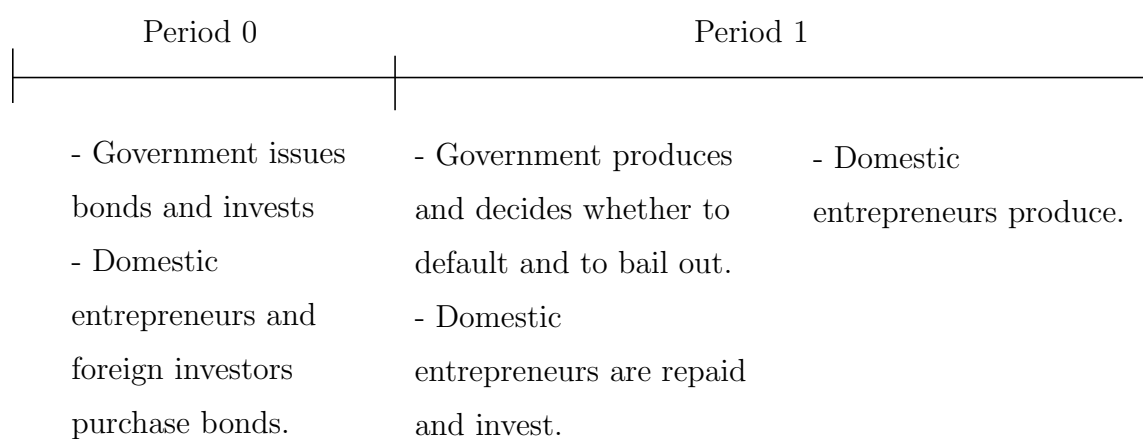 Period 0
Period 1
- Government issues
bonds and invests
- Domestic
entrepreneurs and
foreign investors
purchase bonds.
- Government produces
and decides whether to
default and to bail out.
- Domestic
entrepreneurs are repaid
and invest.
- Domestic
entrepreneurs produce.